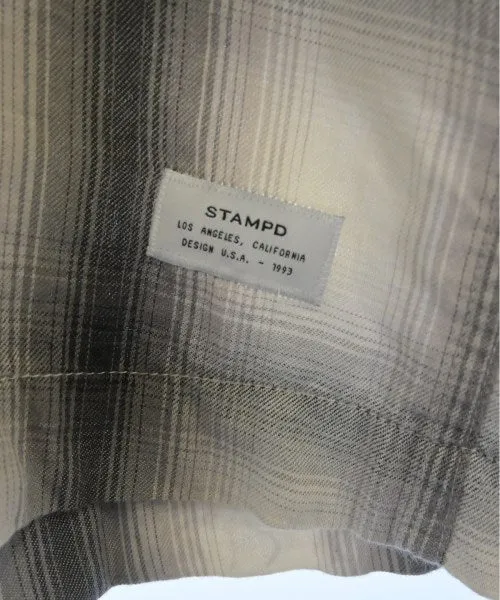 STAMPD
LOS ANGELES, CALIFORNIA
DESIGN U.S.A. - 1993